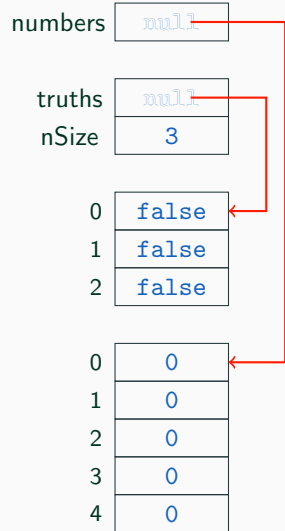 numbers null
truths null
nSize 3
0 false
1 false
2 false
0 0
1 0
2 0
3 0
4 0